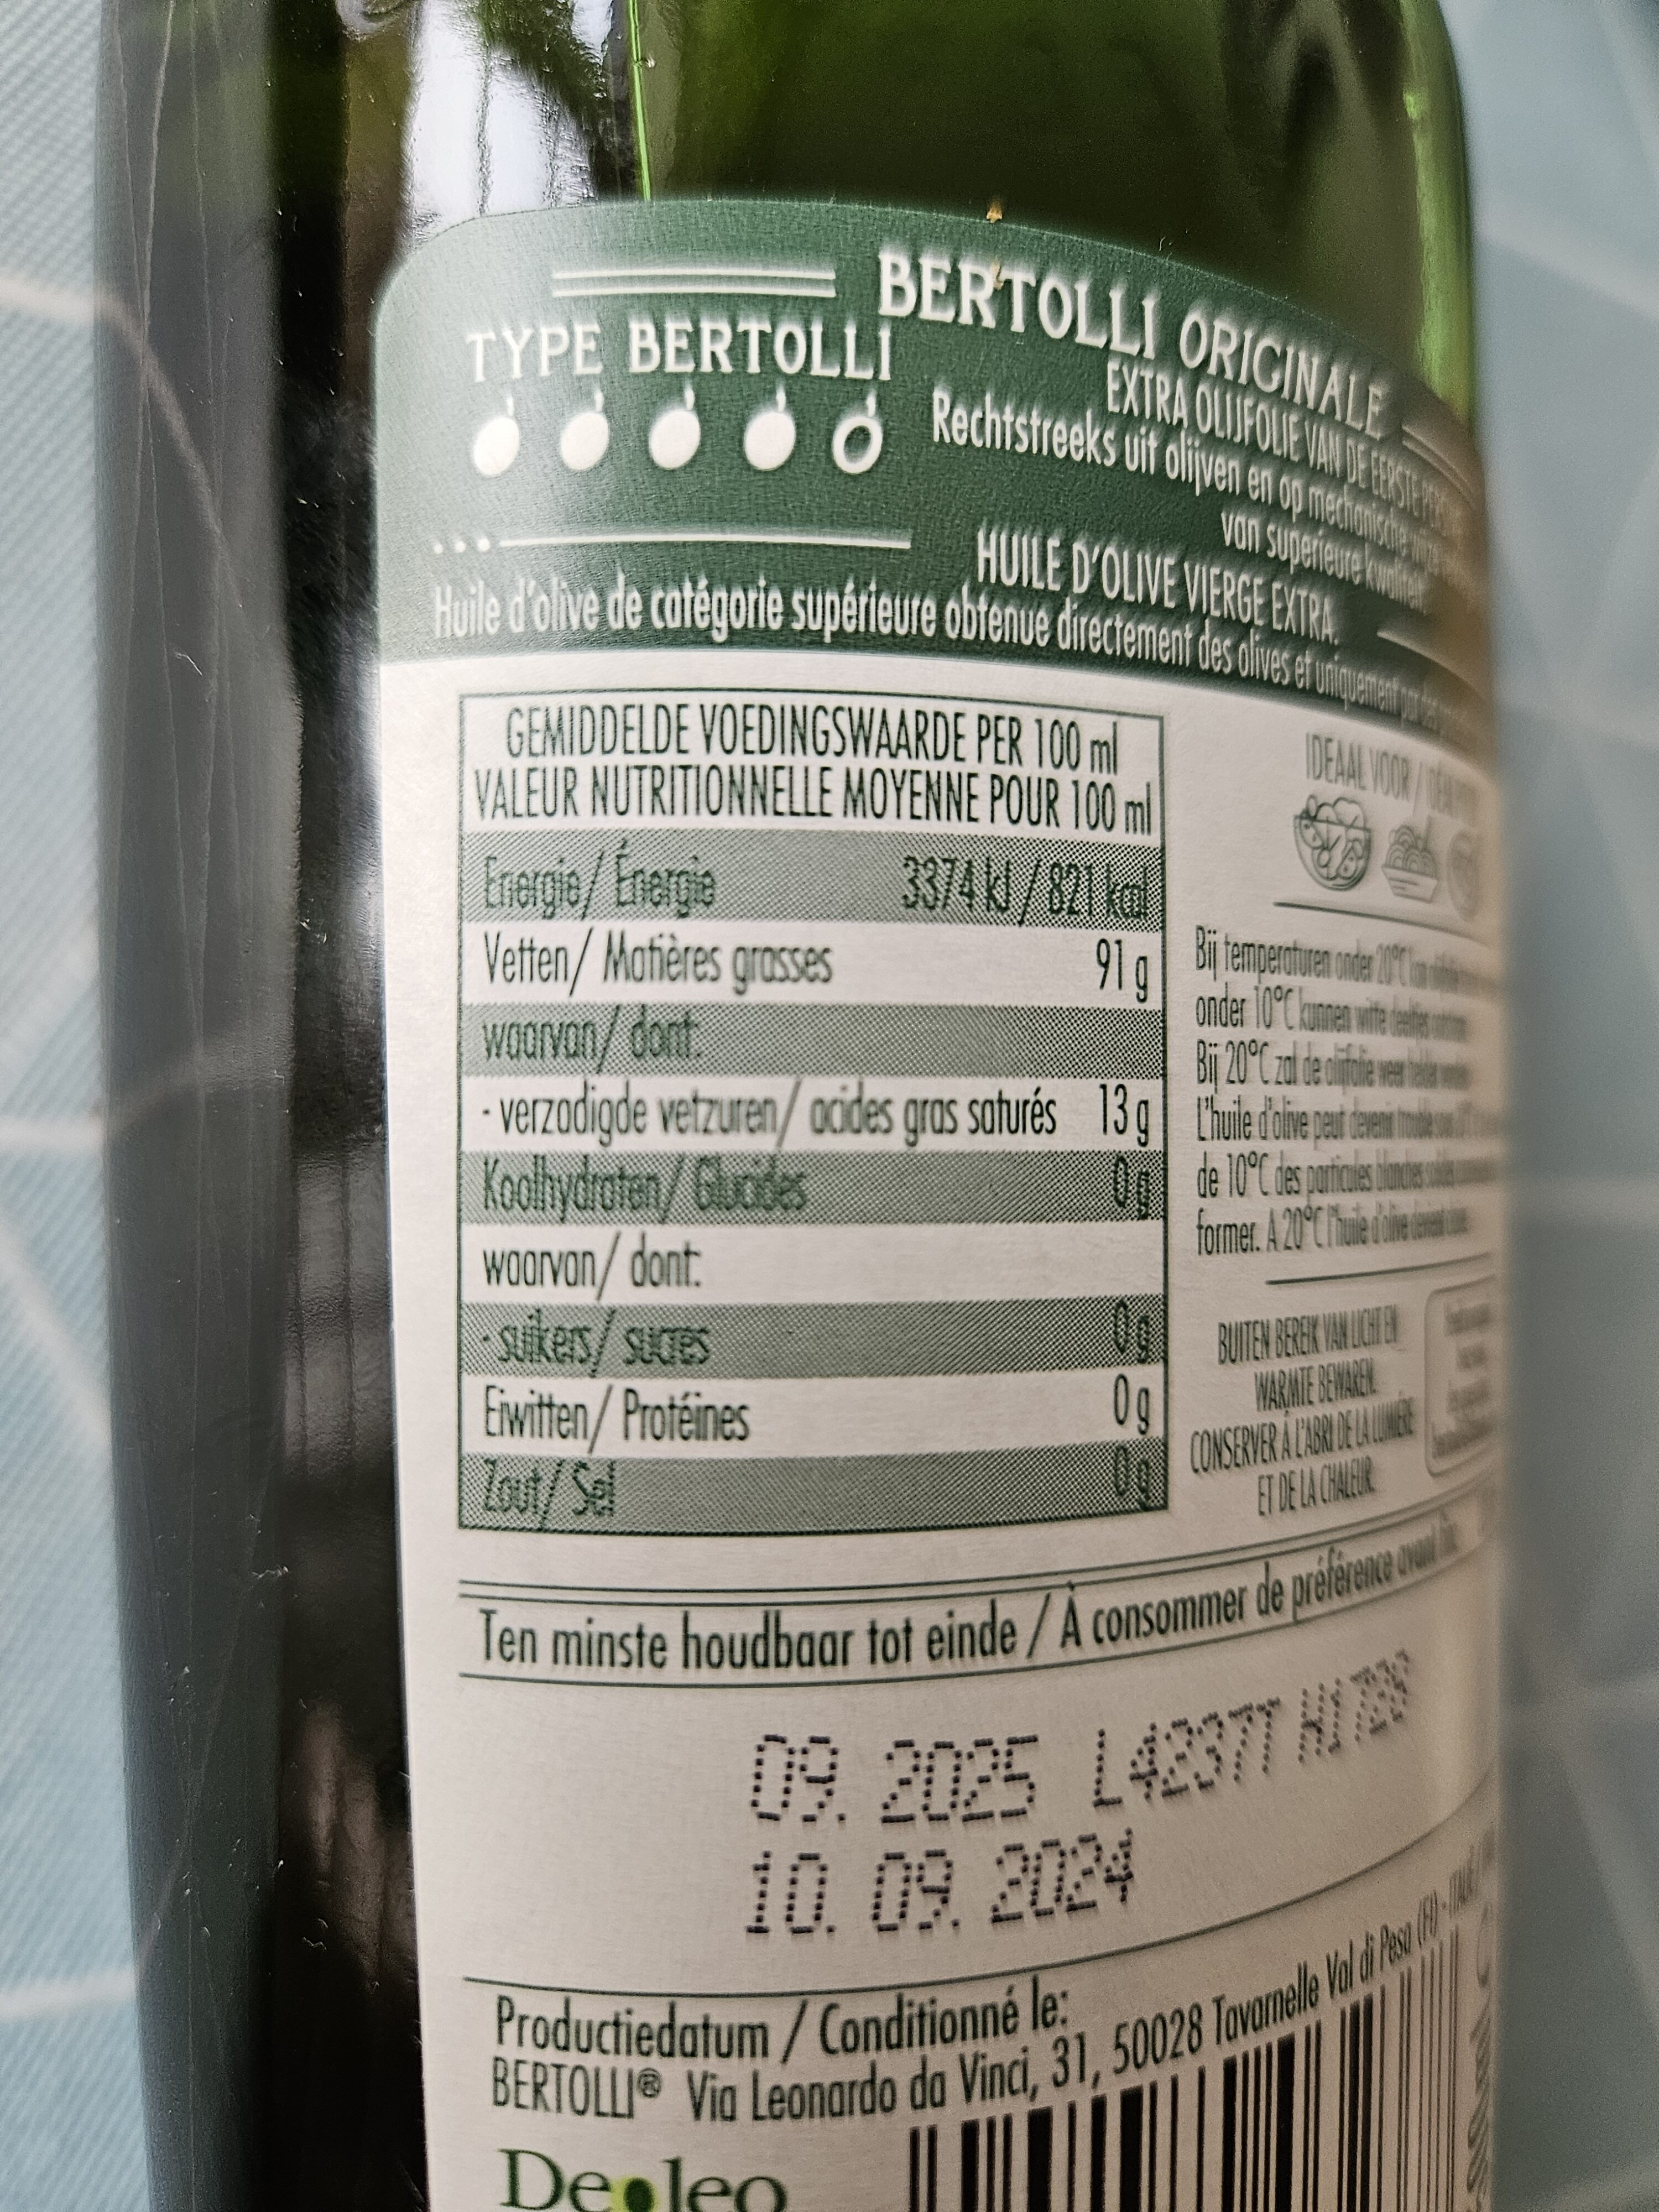 BERTOLLI ORIGINALE
TYPE BERTOLLI
EXTRA OLIJFOLIE VAN DE EERSTE
Rechtstreeks uit olijven en op mechanische wijze
van superieure kwaliteit.
HUILE D'OLIVE VIERGE EXTRA.
Huile d'olive de catégorie supérieure obtenue directement des olives et uniquement par des
GEMIDDELDE VOEDINGSWAARDE PER 100 ml
VALEUR NUTRITIONNELLE MOYENNE POUR 100 ml
Energie/ Énergie 3374 kJ / 821 kcal
Vetten/ Matières grasses 91 g
waarvan/ dont:
- verzadigde vetzuren/ acides gras saturés 13 g
Koolhydraten/ Glucides 0 g
waarvan/ dont:
- suikers/ sucres 0 g
Eiwitten/ Protéines 0 g
Zout/ Sel 0 g
IDEAAL VOOR /
Bij temperaturen onder 20°C kan
onder 10°C kunnen witte deeltjes
Bij 20°C zal de olijfolie weer helder
L'huile d'olive peut devenir trouble sous
de 10°C des particules blanches solides
former. A 20°C l'huile d'olive devient
BUITEN BEREIK VAN LICHT EN
WARMTE BEWAREN.
CONSERVER À L'ABRI DE LA LUMIÈRE
ET DE LA CHALEUR.
Ten minste houdbaar tot einde / À consommer de préférence avant fin:
09. 2025 L42377
10. 09. 2024
Productiedatum / Conditionné le:
BERTOLLI® Via Leonardo da Vinci, 31, 50028 Tavarnelle Val di Pesa (FI) -
Deoleo